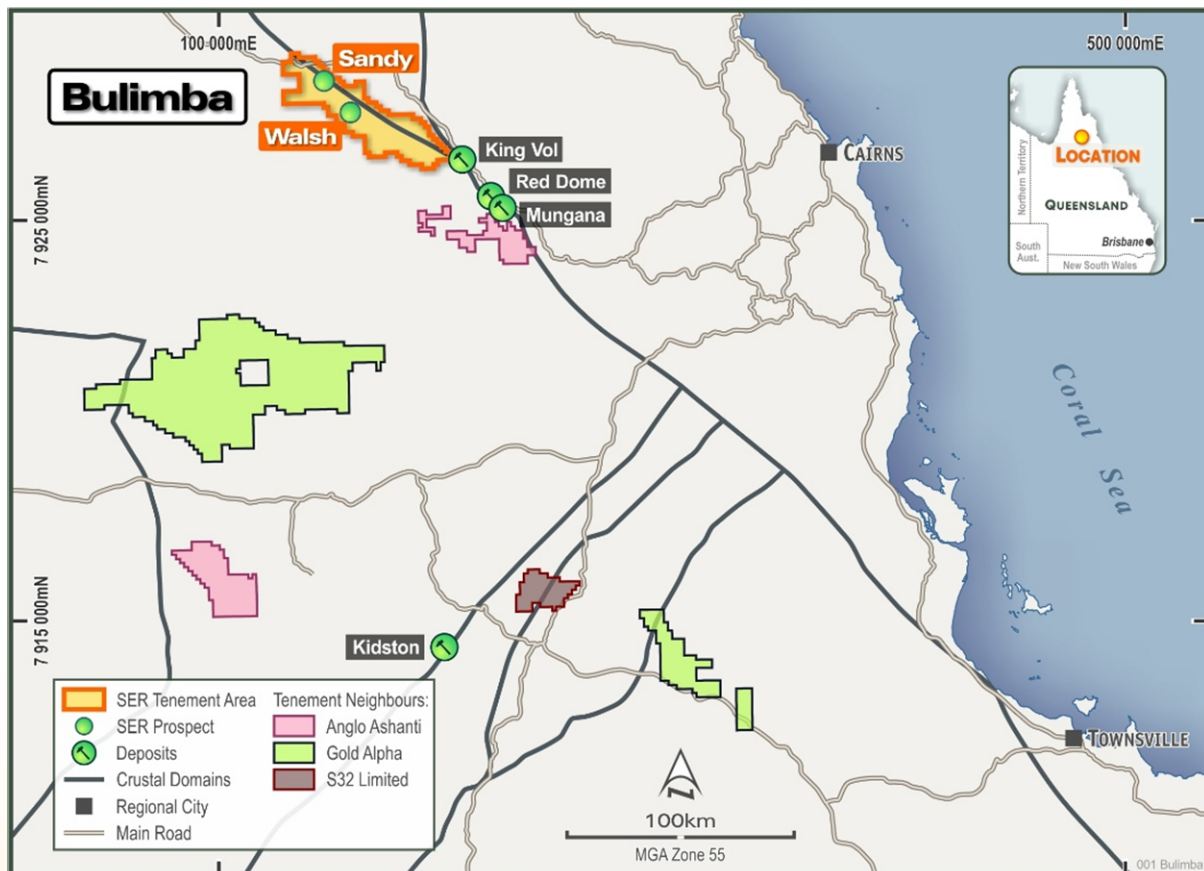 100 000mE
500 000mE
Bulimba
Sandy
Walsh
King Vol
Red Dome
Mungana
CAIRNS
7 925 000mN
LOCATION
Northern Territory
QUEENSLAND
Brisbane
South
Aust.
New South Wales
Coral Sea
7 915 000mN
Kidston
TOWNSVILLE
SER Tenement Area
SER Prospect
Deposits
Crustal Domains
Regional City
Main Road
Tenement Neighbours:
Anglo Ashanti
Gold Alpha
S32 Limited
100km
MGA Zone 55
001 Bulimba